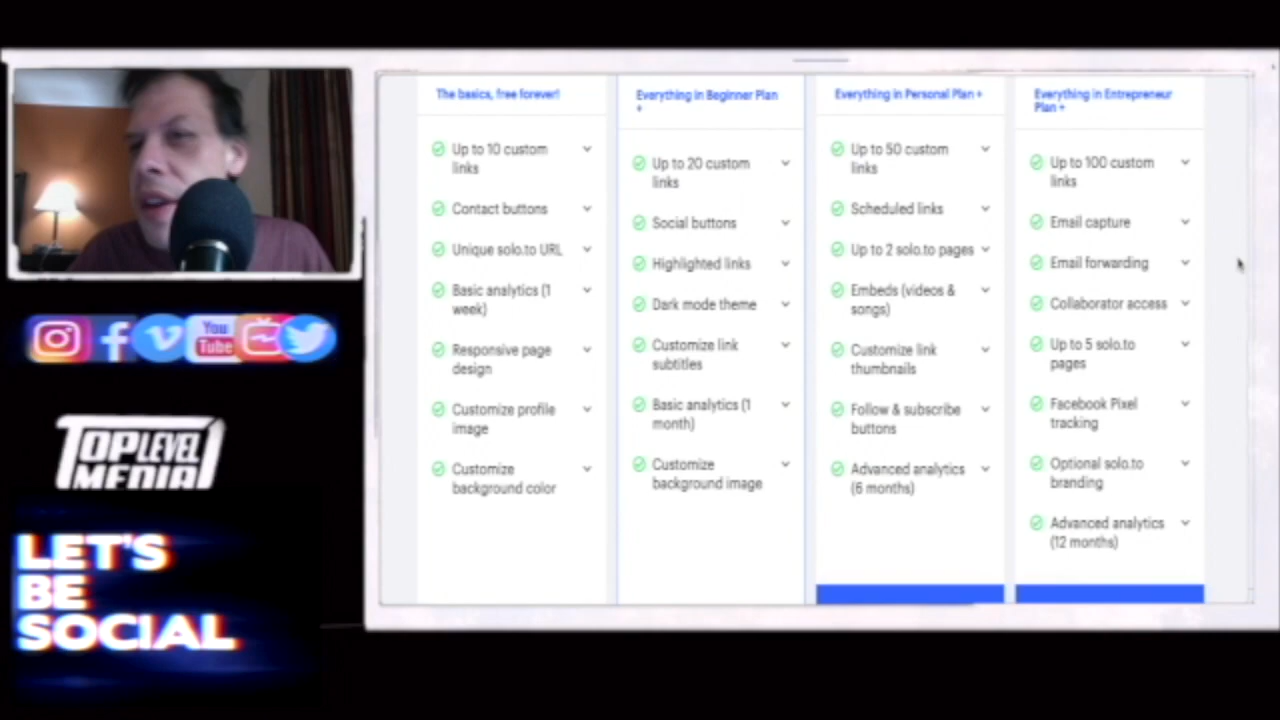 The basics, free forever!
Up to 10 custom
links
Contact buttons
Unique solo.to URL
Basic analytics (1
week)
Responsive page
design
Customize profile
image
Customize
background color
Everything in Beginner Plan
+
Up to 20 custom
links
Social buttons
Highlighted links
Dark mode theme
Customize link
subtitles
Basic analytics (1
month)
Customize
background image
Everything in Personal Plan +
Up to 50 custom
links
Scheduled links
Up to 2 solo.to pages
Embeds (videos &
songs)
Customize link
thumbnails
Follow & subscribe
buttons
Advanced analytics
(6 months)
Everything in Entrepreneur
Plan +
Up to 100 custom
links
Email capture
Email forwarding
Collaborator access
Up to 5 solo.to
pages
Facebook Pixel
tracking
Optional solo.to
branding
Advanced analytics
(12 months)
You
Tube
TOP LEVEL
MEDIA
LET'S
BE
SOCIAL